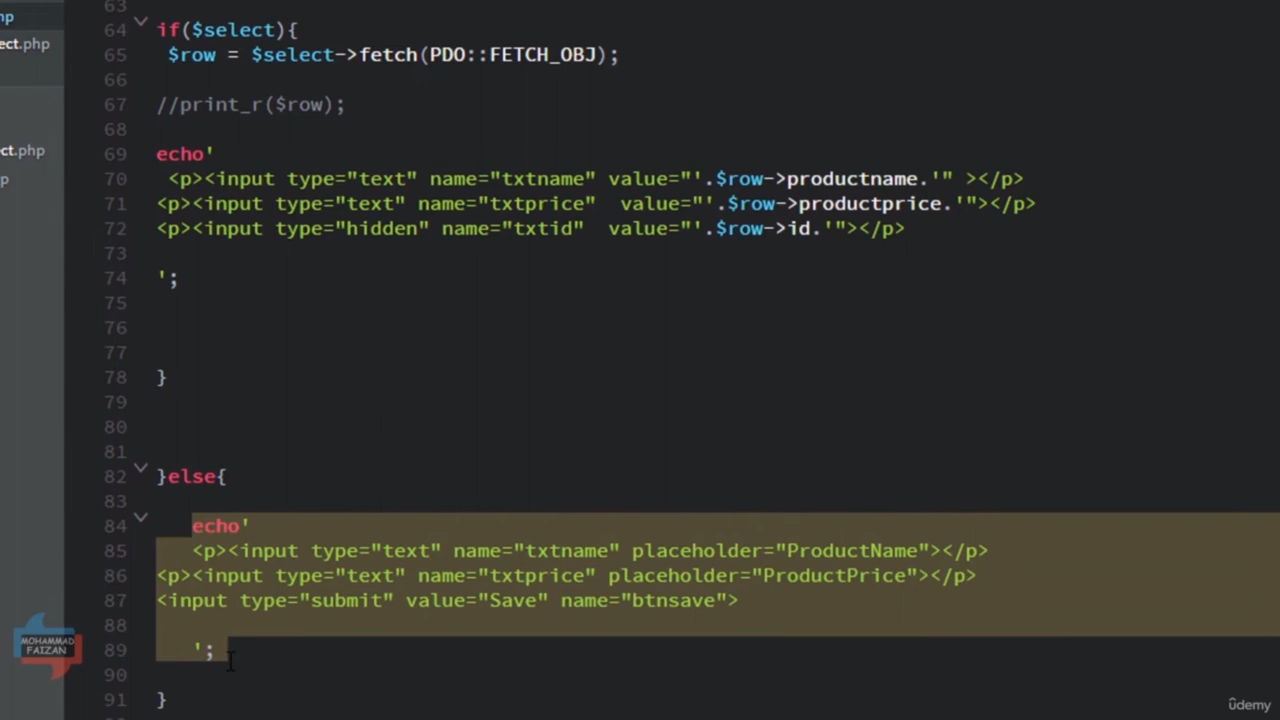 hp
63
64 if($select){
ect.php
65 $row = $select->fetch(PDO::FETCH_OBJ);
66
67 //print_r($row);
68
69 echo'
ct.php
70 <p><input type="text" name="txtname" value="'.$row->productname.'" ></p>
p
71 <p><input type="text" name="txtprice"  value="'.$row->productprice.'"></p>
72 <p><input type="hidden" name="txtid"  value="'.$row->id.'"></p>
73
74 ';
75
76
77
78 }
79
80
81
82 }else{
83
84 echo'
85 <p><input type="text" name="txtname" placeholder="ProductName"></p>
86 <p><input type="text" name="txtprice" placeholder="ProductPrice"></p>
87 <input type="submit" value="Save" name="btnsave">
88
89 ';
90
91 }
MOHAMMAD
FAIZAN
ûdemy